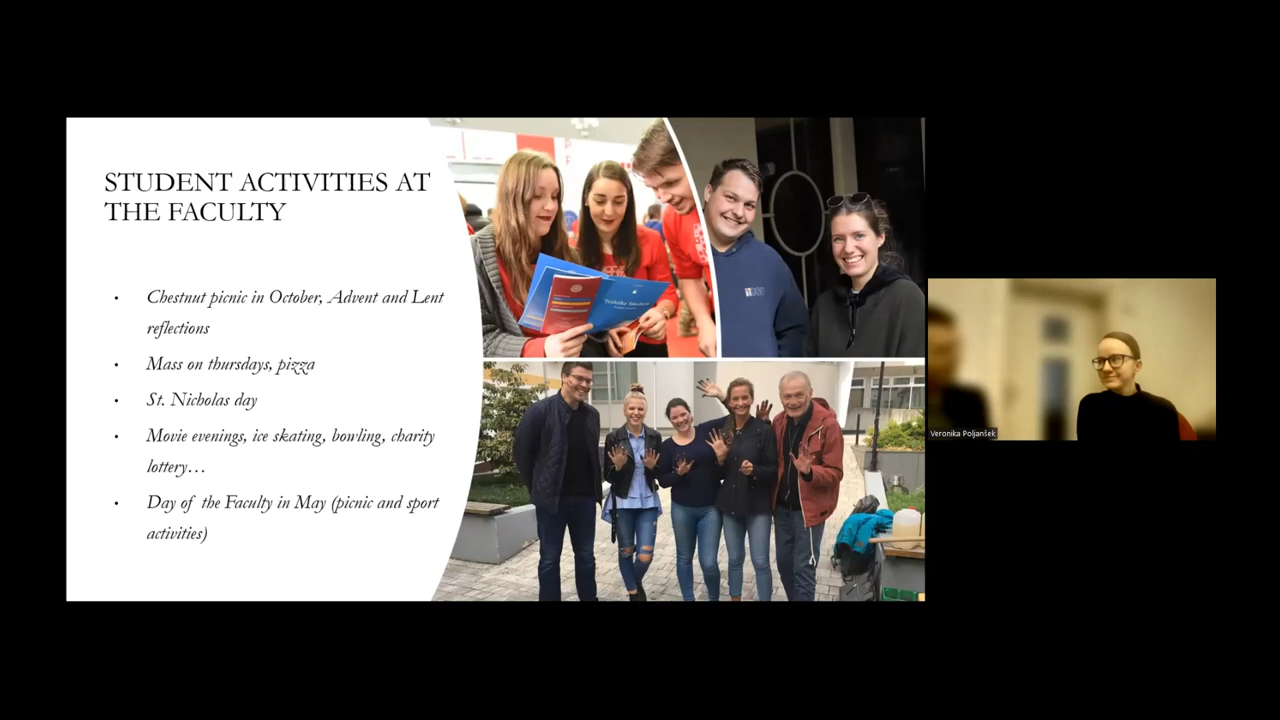 STUDENT ACTIVITIES AT
THE FACULTY
• Chestnut picnic in October, Advent and Lent
reflections
• Mass on thursdays, pizza
• St. Nicholas day
• Movie evenings, ice skating, bowling, charity
lottery…
• Day of the Faculty in May (picnic and sport
activities)
Veronika Poljanšek